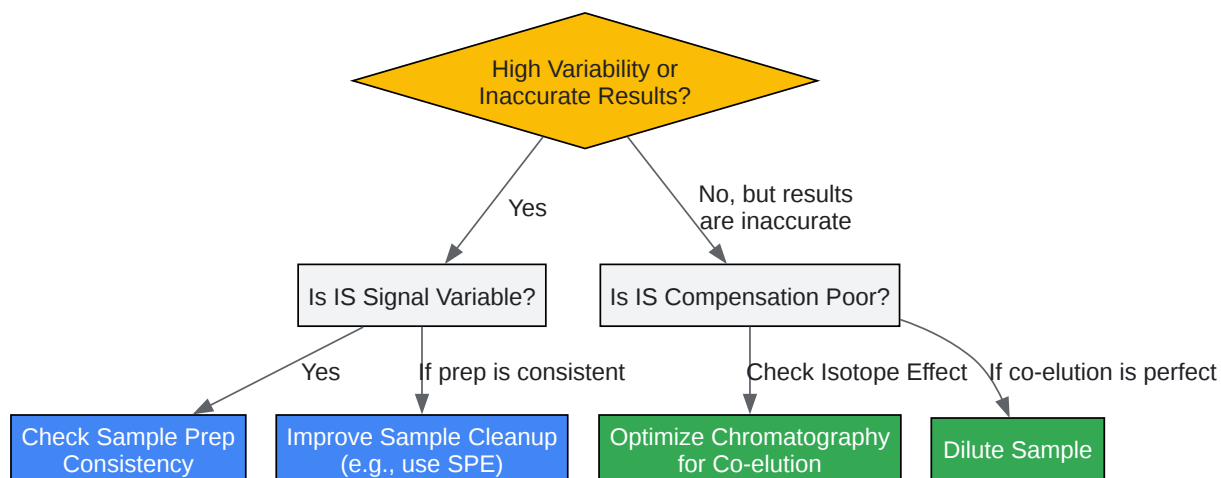 High Variability or
Inaccurate Results?
Yes
No, but results
are inaccurate
Is IS Signal Variable?
Is IS Compensation Poor?
Yes
If prep is consistent
Check Isotope Effect
If co-elution is perfect
Check Sample Prep
Consistency
Improve Sample Cleanup
(e.g., use SPE)
Optimize Chromatography
for Co-elution
Dilute Sample